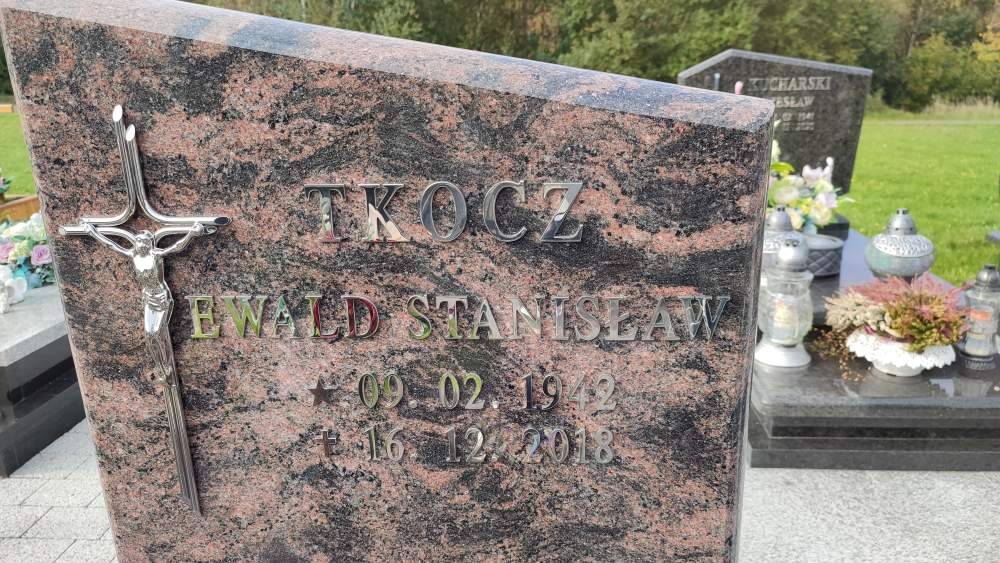 TKOCZ
EWALD STANISŁAW
★ 09. 02. 1942
✝ 16. 12. 2018
KUCHARSKI